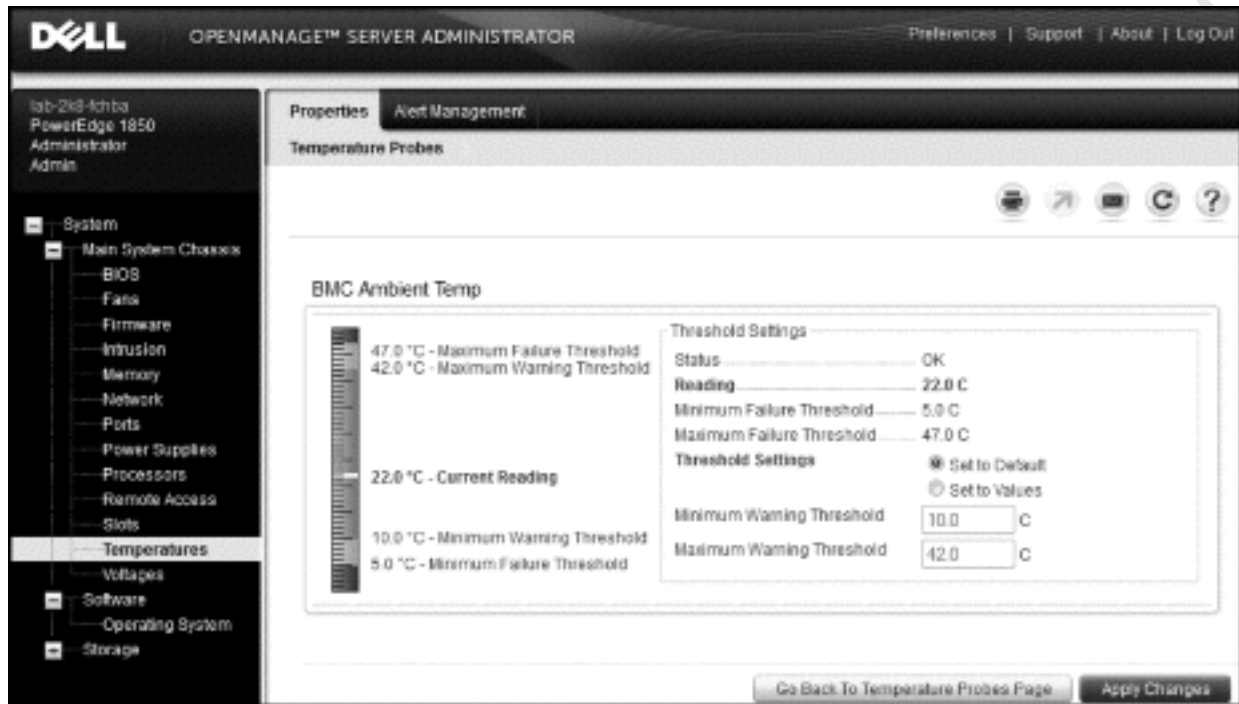 DELL
OPENMANAGE™ SERVER ADMINISTRATOR
Preferences | Support | About | Log Out
lab-2k8-fchba
PowerEdge 1850
Administrator
Admin
Properties
Alert Management
Temperature Probes
System
Main System Chassis
BIOS
Fans
Firmware
Intrusion
Memory
Network
Ports
Power Supplies
Processors
Remote Access
Slots
Temperatures
Voltages
Software
Operating System
Storage
BMC Ambient Temp
47.0 °C - Maximum Failure Threshold
42.0 °C - Maximum Warning Threshold
22.0 °C - Current Reading
10.0 °C - Minimum Warning Threshold
5.0 °C - Minimum Failure Threshold
Threshold Settings
Status OK
Reading 22.0 C
Minimum Failure Threshold 5.0 C
Maximum Failure Threshold 47.0 C
Threshold Settings Set to Default
Set to Values
Minimum Warning Threshold 10.0 C
Maximum Warning Threshold 42.0 C
Go Back To Temperature Probes Page
Apply Changes